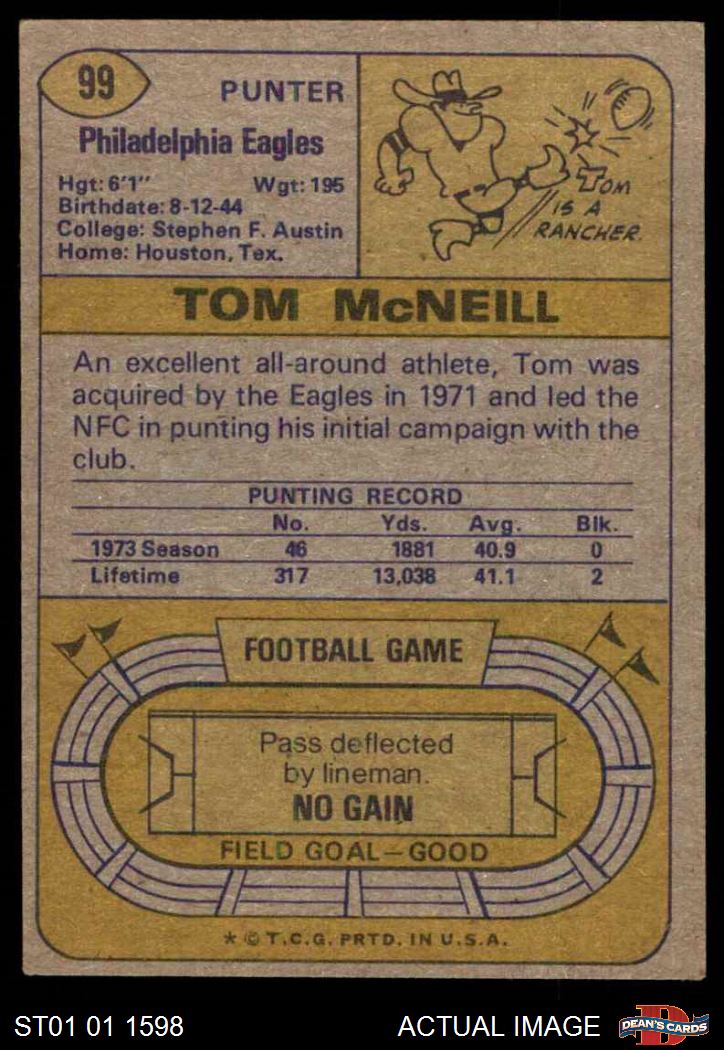 99
PUNTER
Philadelphia Eagles
Hgt: 6'1" Wgt: 195
Birthdate: 8-12-44
College: Stephen F. Austin
Home: Houston, Tex.
TOM
IS A
RANCHER.
TOM McNEILL
An excellent all-around athlete, Tom was
acquired by the Eagles in 1971 and led the
NFC in punting his initial campaign with the
club.
PUNTING RECORD
No. Yds. Avg. Blk.
1973 Season 46 1881 40.9 0
Lifetime 317 13,038 41.1 2
FOOTBALL GAME
Pass deflected
by lineman.
NO GAIN
FIELD GOAL—GOOD
* © T.C.G. PRTD. IN U.S.A.
ST01 01 1598 ACTUAL IMAGE
D
DEAN'S CARDS